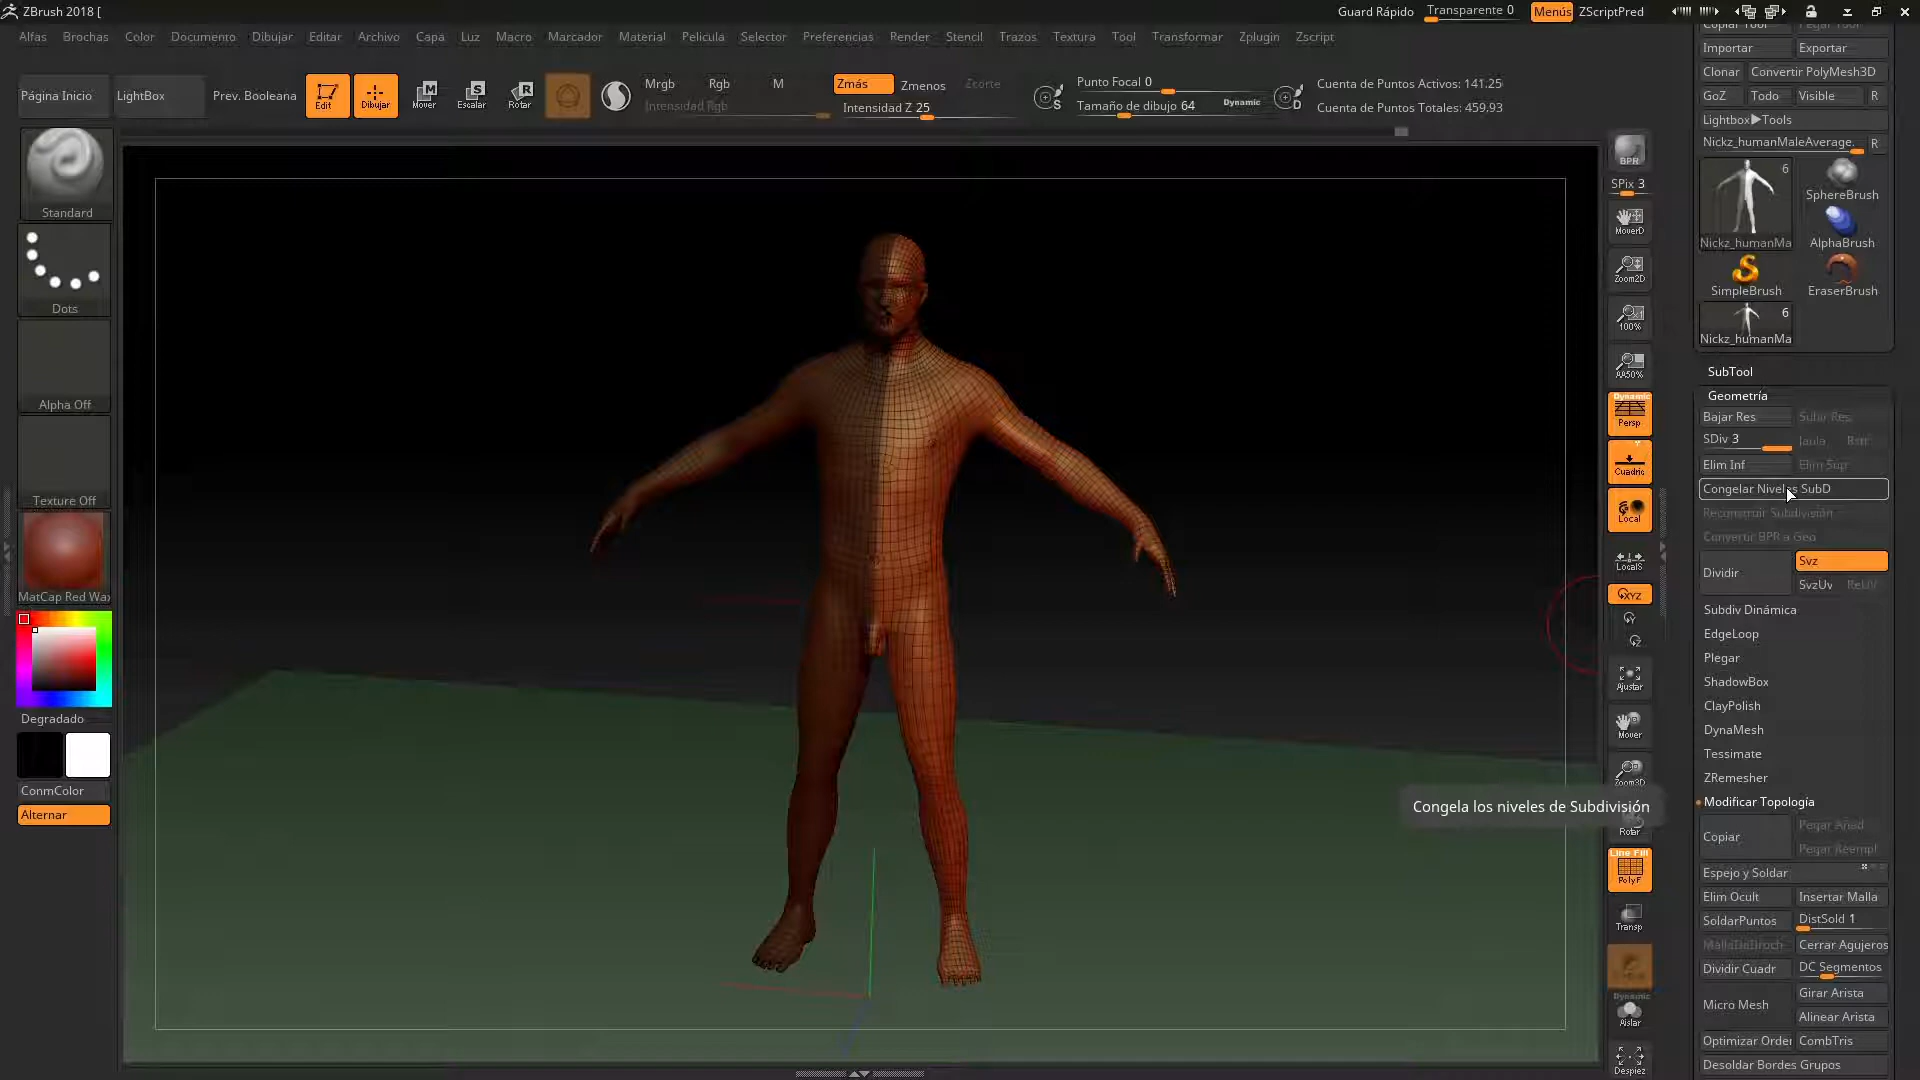 ZBrush 2018 [
Guard Rápido
Transparente 0
Menús
ZScriptPred
Alfas
Brochas
Color
Documento
Dibujar
Editar
Archivo
Capa
Luz
Macro
Marcador
Material
Película
Selector
Preferencias
Render
Stencil
Trazos
Textura
Tool
Transformar
Zplugin
Zscript
Página Inicio
LightBox
Prev. Booleana
Edit
Dibujar
Mover
Escalar
Rotar
Mrgb
Rgb
M
Intensidad Rgb
Zmás
Zmenos
Zcorte
Intensidad Z 25
Punto Focal 0
Tamaño de dibujo 64
Dynamic
Cuenta de Puntos Activos: 141.25
Cuenta de Puntos Totales: 459,93
Standard
Dots
Alpha Off
Texture Off
MatCap Red Wax
Degradado
ConmColor
Alternar
BPR
SPix 3
MoverD
Zoom2D
100%
AA50%
Dynamic
Persp
Cuadric
Local
LocalS
XYZ
Ajustar
Mover
Zoom3D
Rotar
Line Fill
PolyF
Transp
Dynamic
Aislar
Despiez
Congela los niveles de Subdivisión
Copiar Tool
Pegar Tool
Importar
Exportar
Clonar
Convertir PolyMesh3D
GoZ
Todo
Visible
R
Lightbox▶Tools
Nickz_humanMaleAverage.
R
6
Nickz_humanMa
SphereBrush
AlphaBrush
SimpleBrush
EraserBrush
6
Nickz_humanMa
SubTool
Geometría
Bajar Res
Subir Res
SDiv 3
Jaula
Rstr
Elim Inf
Elim Sup
Congelar Niveles SubD
Reconstruir Subdivisión
Convertir BPR a Geo
Dividir
Svz
SvzUv
ReUV
Subdiv Dinámica
EdgeLoop
Plegar
ShadowBox
ClayPolish
DynaMesh
Tessimate
ZRemesher
Modificar Topología
Copiar
Pegar Añad
Pegar Reempl
Espejo y Soldar
Elim Ocult
Insertar Malla
SoldarPuntos
DistSold 1
Cerrar Agujeros
Dividir Cuadr
DC Segmentos
Micro Mesh
Girar Arista
Alinear Arista
Optimizar Orden
CombTris
Desoldar Bordes Grupos